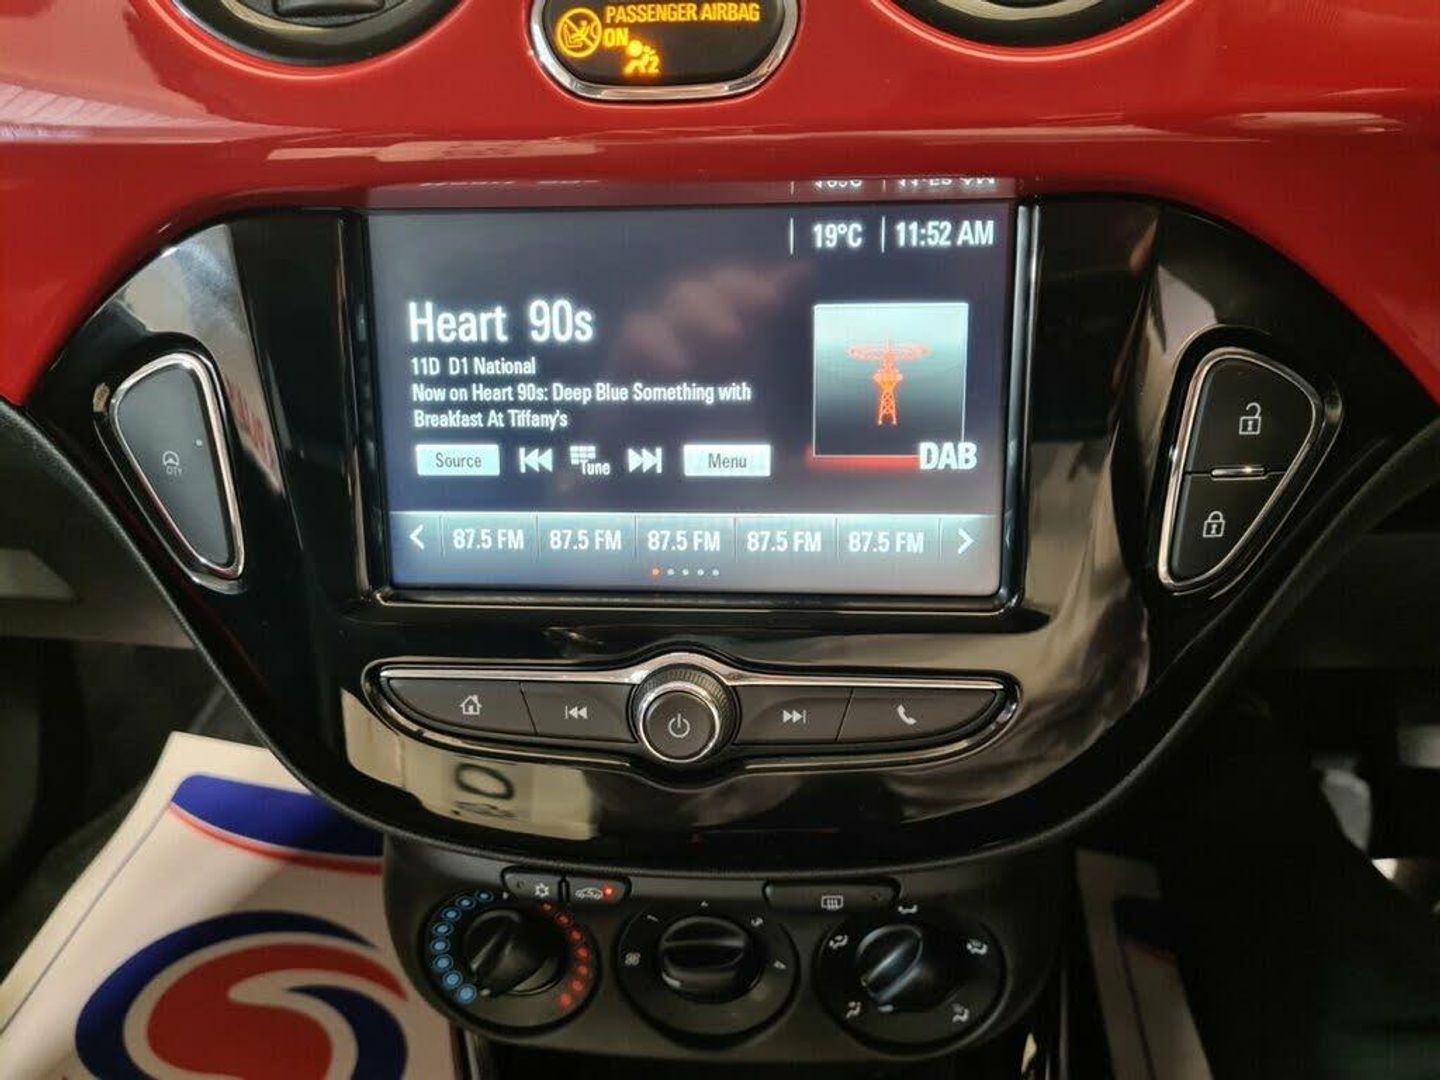 PASSENGER AIRBAG
ON
2
19°C 11:52 AM
Heart 90s
11D D1 National
Now on Heart 90s: Deep Blue Something with
Breakfast At Tiffany's
Source
Tune
Menu
DAB
87.5 FM 87.5 FM 87.5 FM 87.5 FM 87.5 FM
CITY